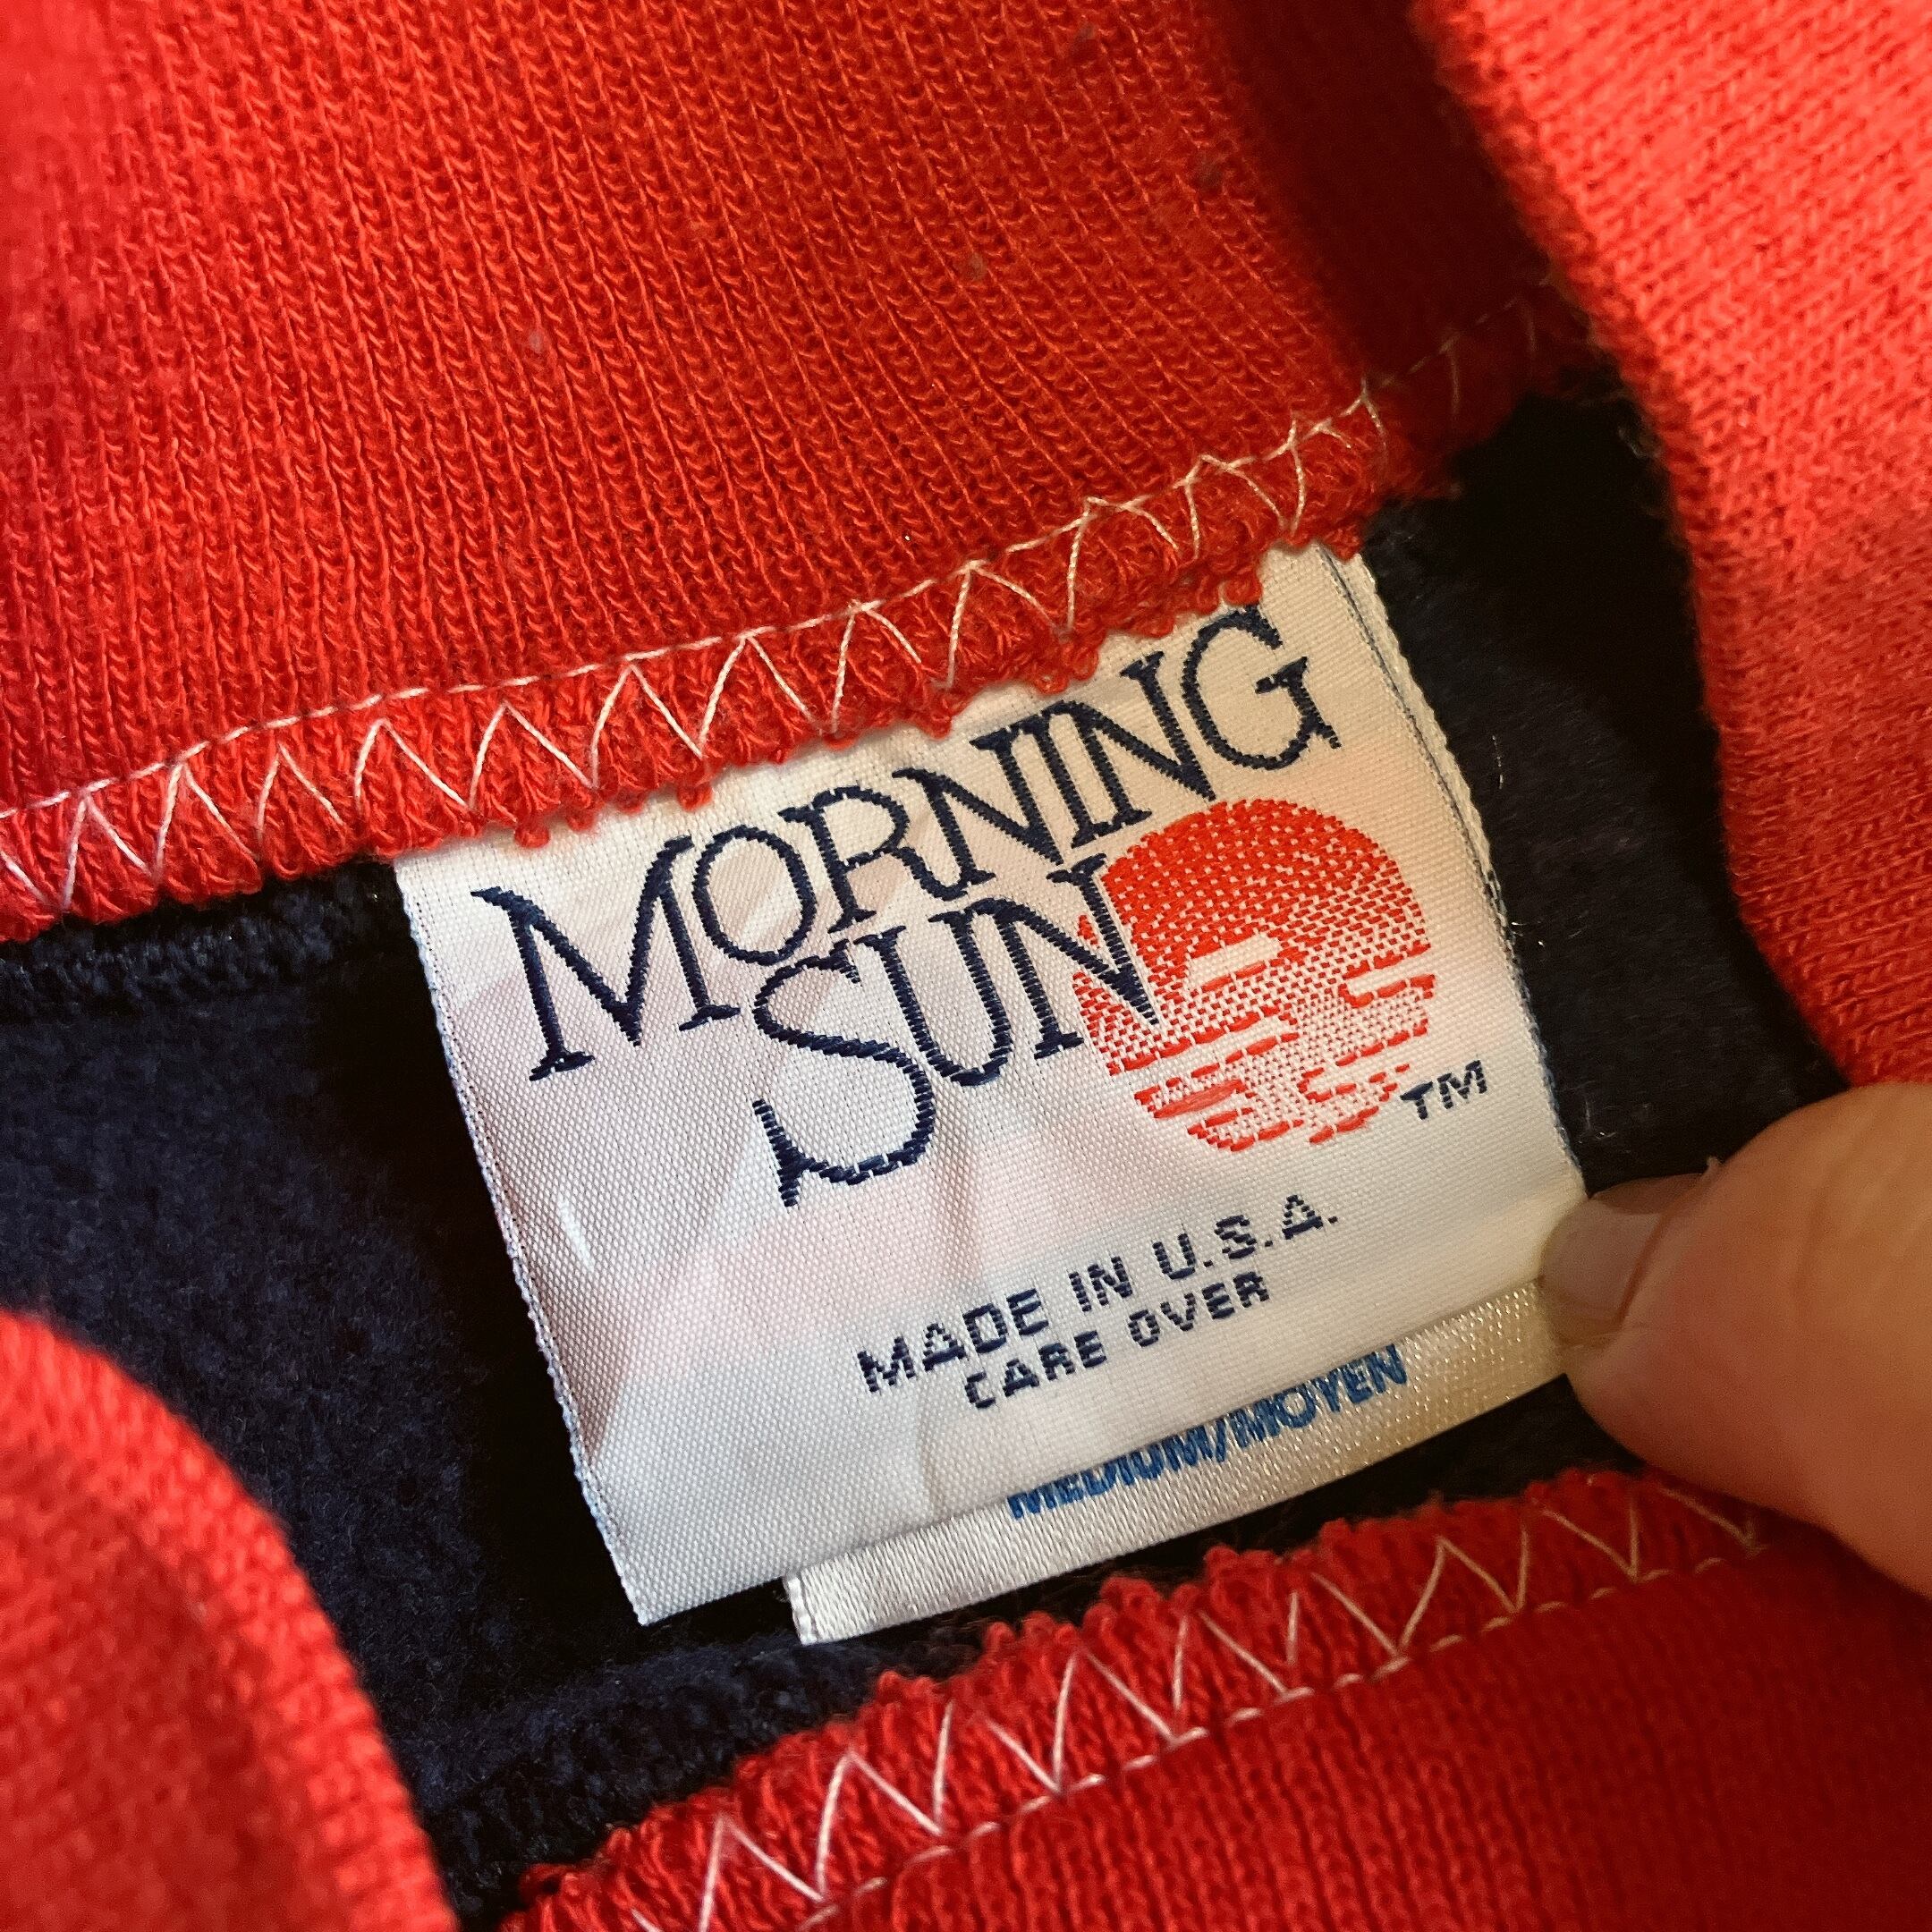 MORNING
SUN
TM
MADE IN U.S.A.
CARE OVER
MEDIUM/MOYEN